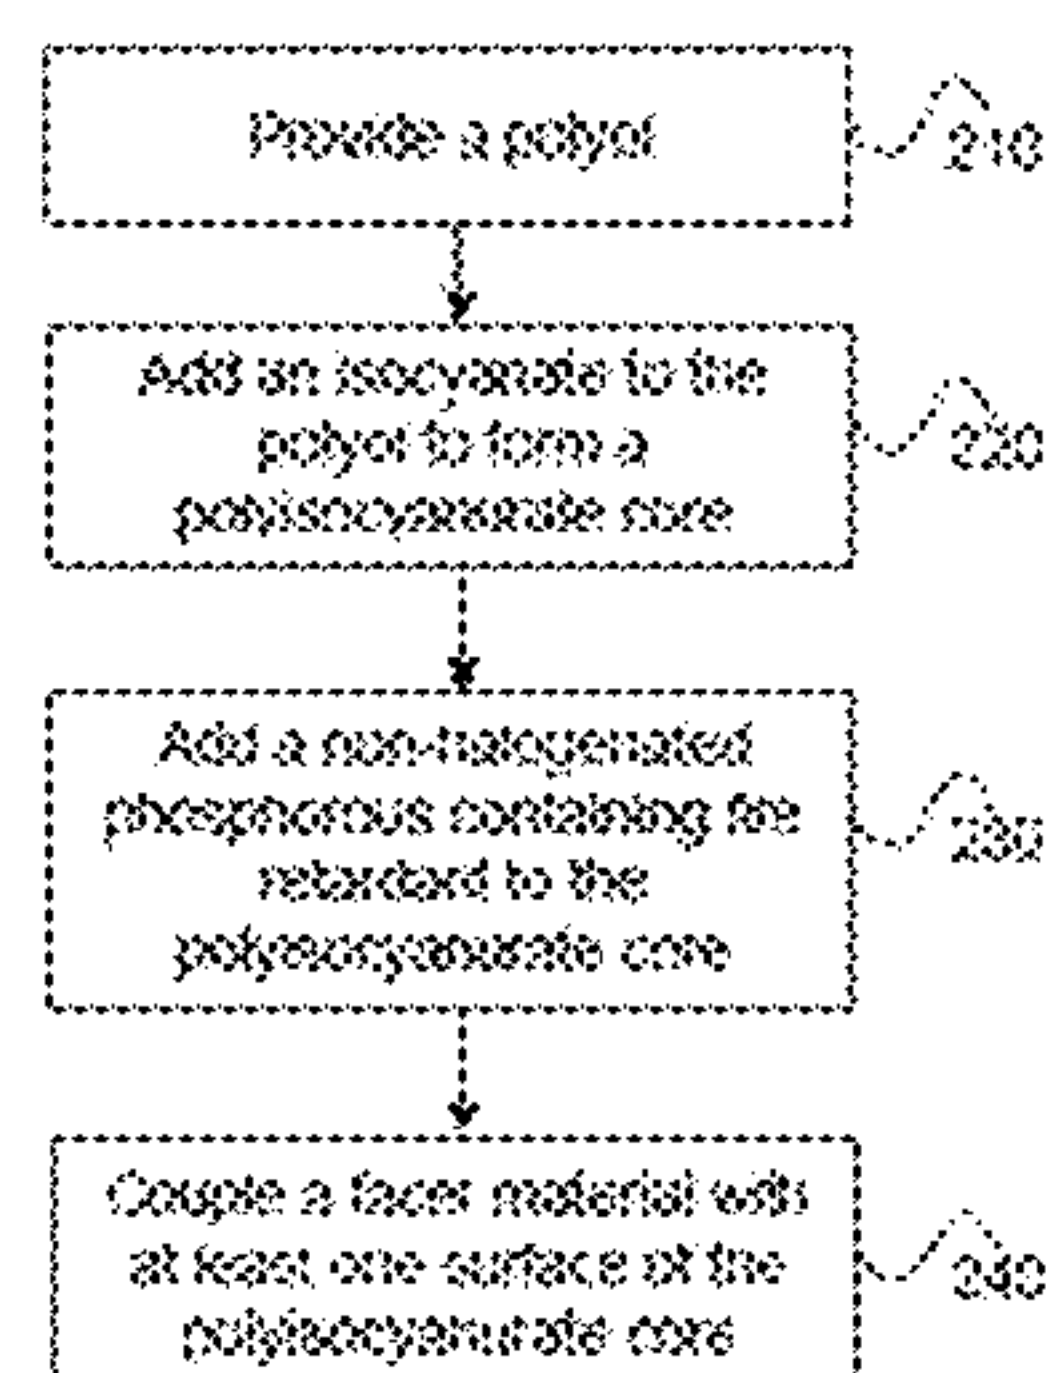 Provide a polyol
210
Add an isocyanate to the
polyol to form a
polyisocyanurate core
220
Add a non-halogenated
phosphorous containing fire
retardard to the
polyisocyanurate core
230
Couple a facer material with
at least one surface of the
polyisocyanurate core
240